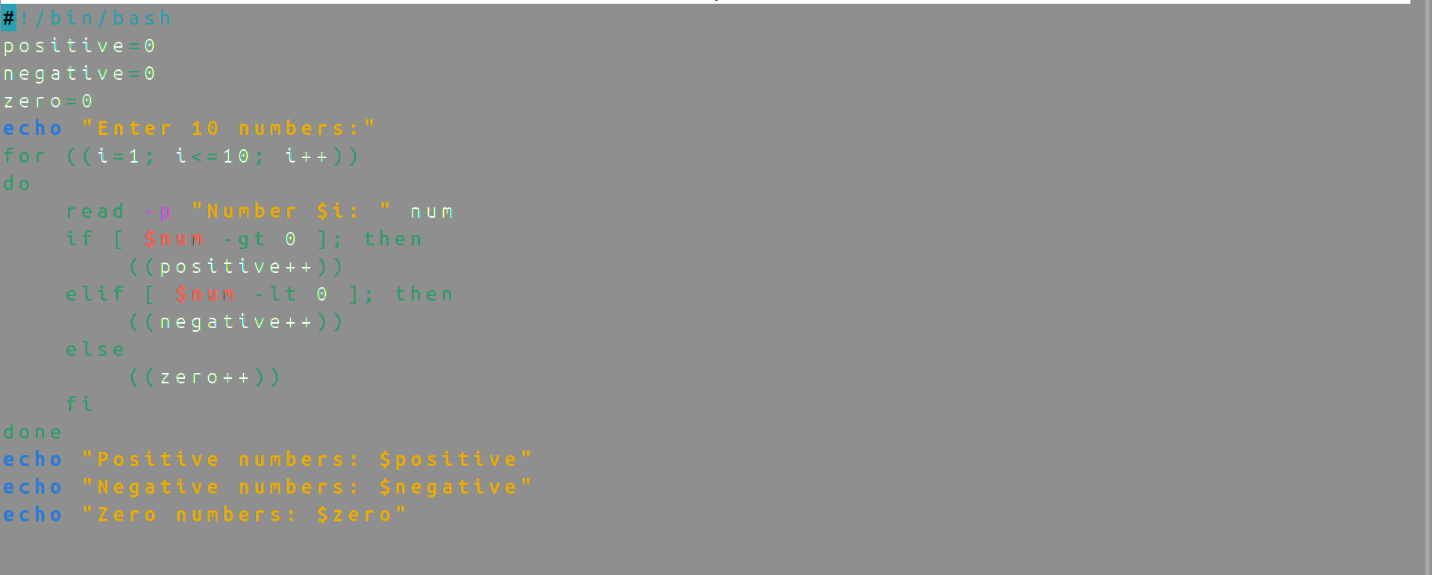 #!/bin/bash
positive=0
negative=0
zero=0
echo "Enter 10 numbers:"
for ((i=1; i<=10; i++))
do
    read -p "Number $i: " num
    if [ $num -gt 0 ]; then
        ((positive++))
    elif [ $num -lt 0 ]; then
        ((negative++))
    else
        ((zero++))
    fi
done
echo "Positive numbers: $positive"
echo "Negative numbers: $negative"
echo "Zero numbers: $zero"